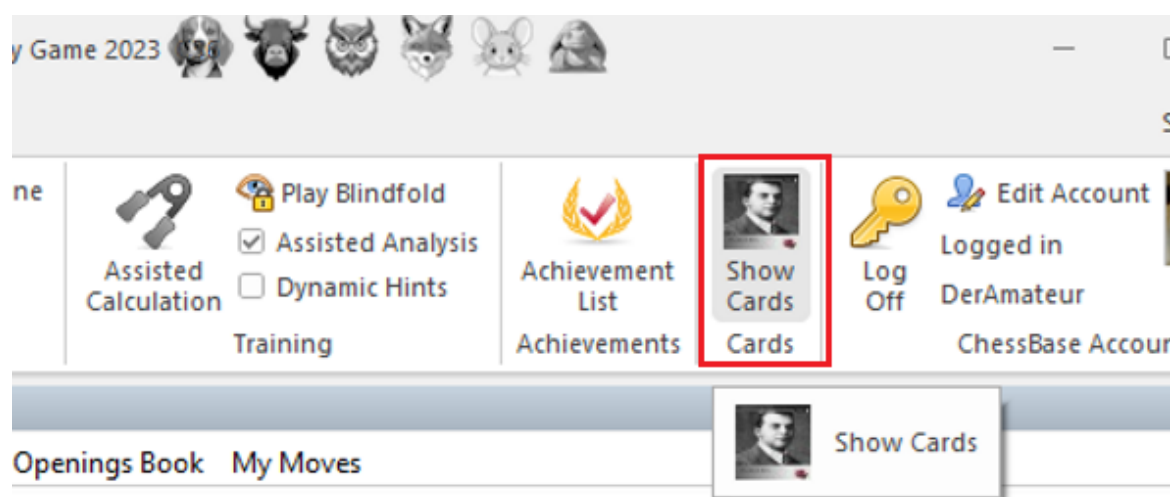 y Game 2023
ne
Assisted
Calculation
Play Blindfold
Assisted Analysis
Dynamic Hints
Training
Achievement
List
Achievements
Show
Cards
Cards
Log
Off
Edit Account
Logged in
DerAmateur
ChessBase Accour
Openings Book My Moves
Show Cards